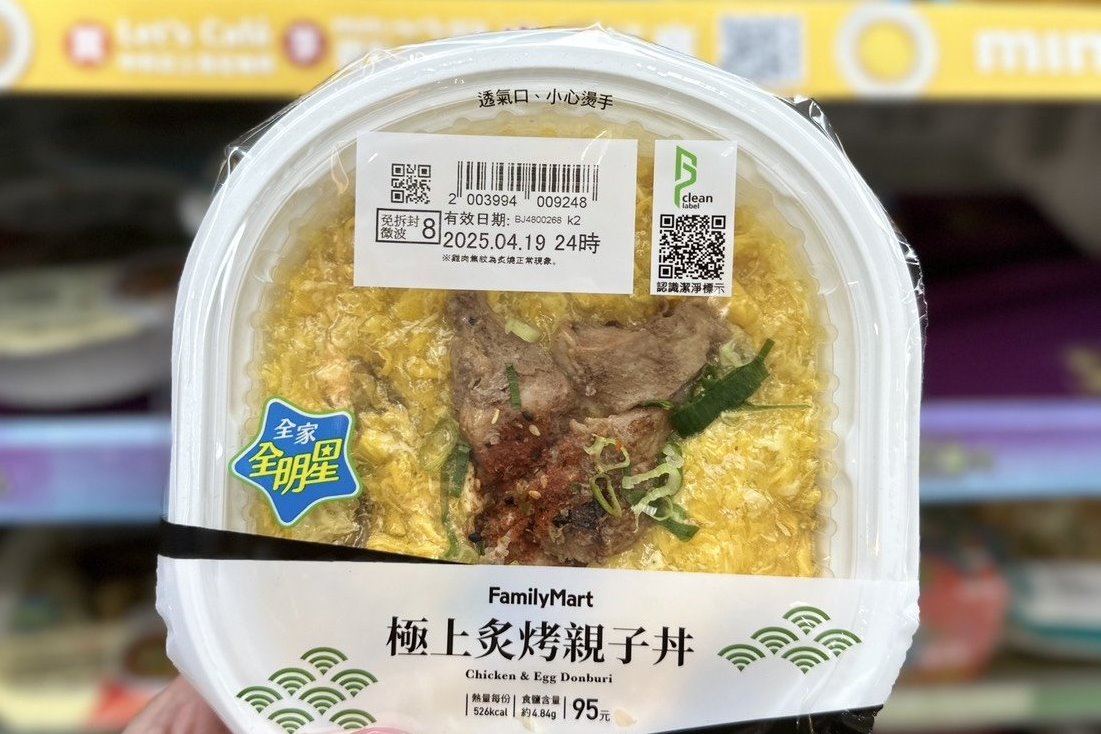 Let's Café
透氣口、小心燙手
2 003994 009248
免拆封
微波 8
有效日期: BJ4800268 k2
2025.04.19 24時
※雞肉焦紋為炙燒正常現象。
clean
label
認識潔淨標示
全家
全明星
FamilyMart
極上炙烤親子丼
Chicken & Egg Donburi
熱量每份
526kcal
食鹽含量
約4.84g
95元